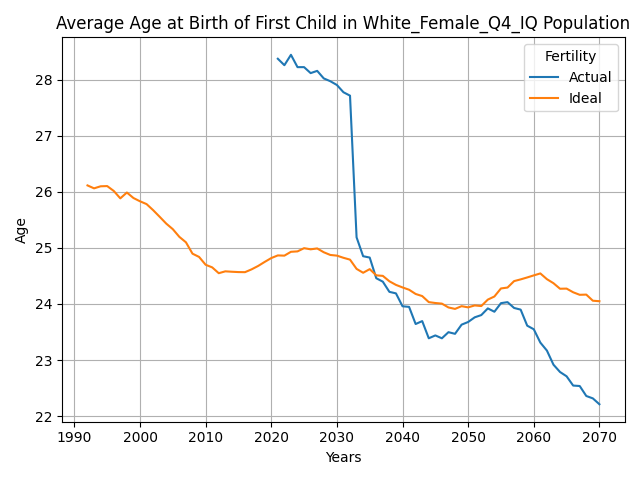 Average Age at Birth of First Child in White_Female_Q4_IQ Population
Fertility
Actual
Ideal
28
27
26
25
24
23
22
Age
1990
2000
2010
2020
2030
2040
2050
2060
2070
Years